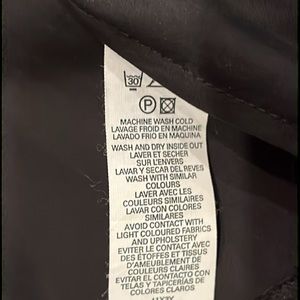 30
P
MACHINE WASH COLD
LAVAGE FROID EN MACHINE
LAVADO FRIO EN MAQUINA
WASH AND DRY INSIDE OUT
LAVER ET SECHER
SUR L'ENVERS
LAVAR Y SECAR DEL REVES
WASH WITH SIMILAR
COLOURS
LAVER AVEC LES
COULEURS SIMILAIRES
LAVAR CON COLORES
SIMILARES
AVOID CONTACT WITH
LIGHT COLOURED FABRICS
AND UPHOLSTERY
EVITER LE CONTACT AVEC
DES ÉTOFFES ET TISSUS
D'AMEUBLEMENT DE
COULEURS CLAIRES
EVITAR EL CONTACTO CON
TELAS Y TAPICERIAS DE
COLORES CLAROS